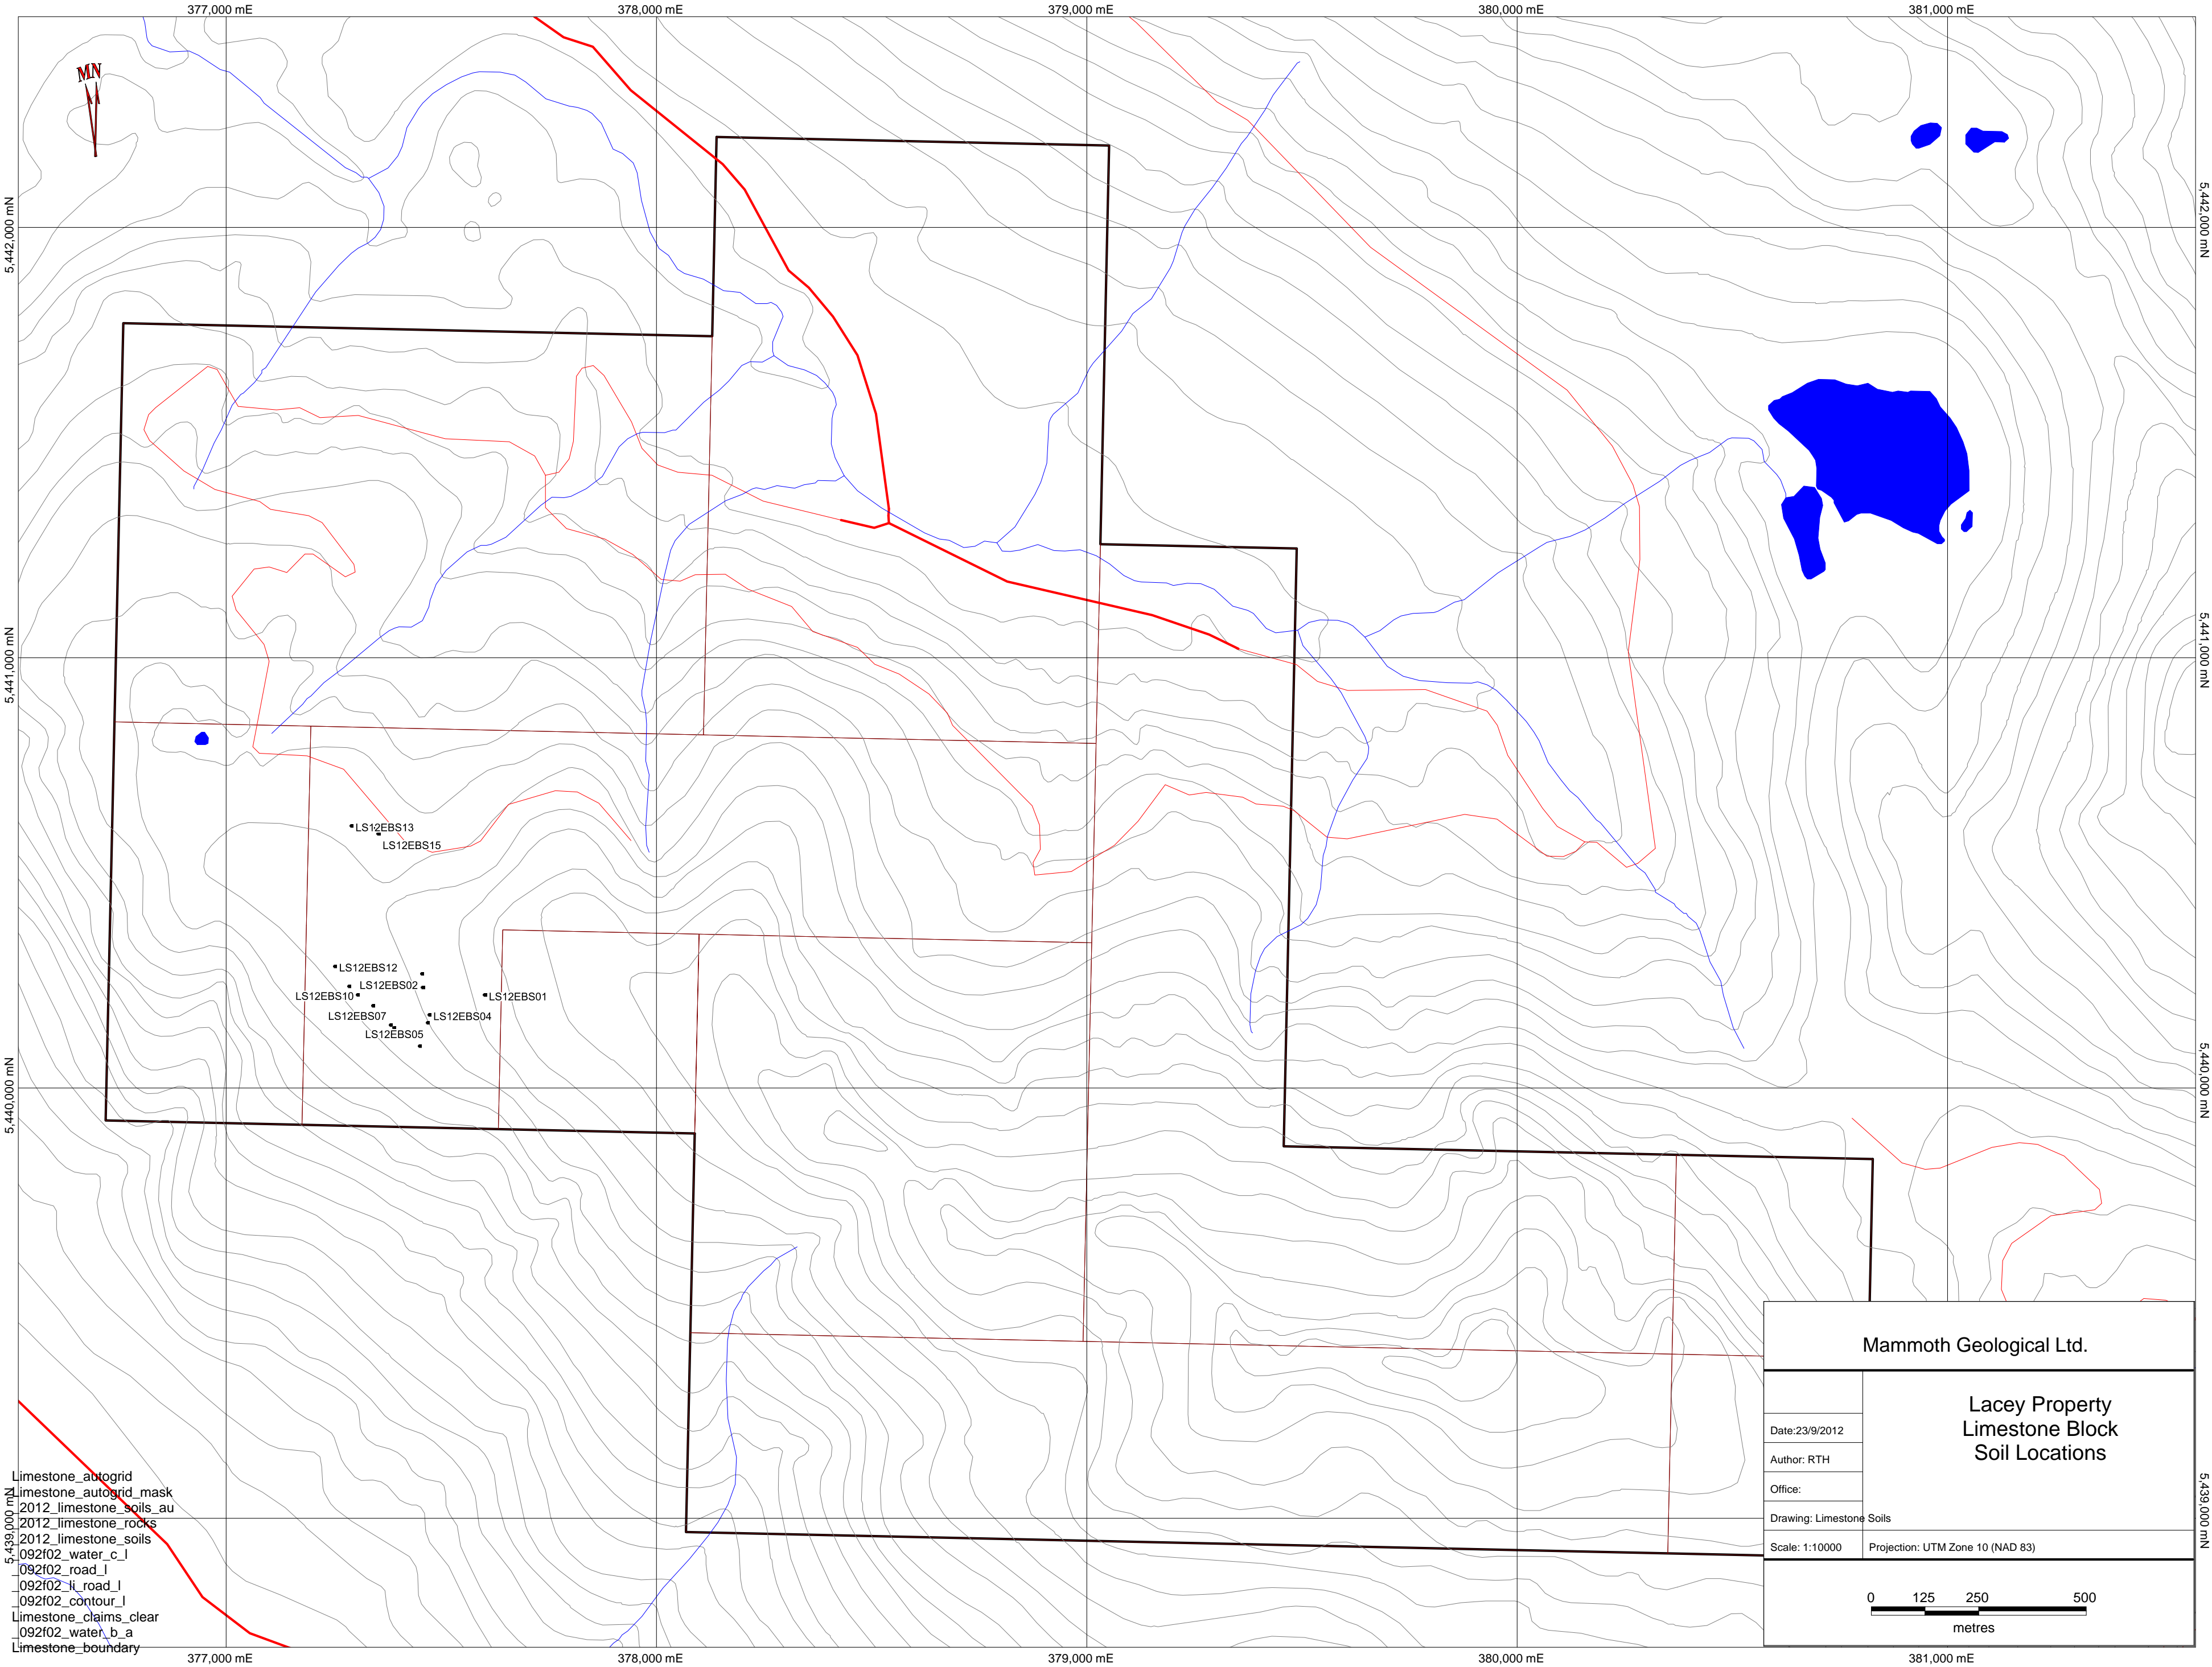 377,000 mE
378,000 mE
379,000 mE
380,000 mE
381,000 mE
MN
5,442,000 mN
5,442,000 mN
5,441,000 mN
5,441,000 mN
LS12EBS13
LS12EBS15
LS12EBS12
LS12EBS02
LS12EBS10
LS12EBS01
LS12EBS07
LS12EBS04
LS12EBS05
5,440,000 mN
5,440,000 mN
Mammoth Geological Ltd.
Lacey Property
Limestone Block
Soil Locations
Date:23/9/2012
Author: RTH
Office:
Drawing: Limestone Soils
Scale: 1:10000
Projection: UTM Zone 10 (NAD 83)
0 125 250 500
metres
5,439,000 mN
5,439,000 mN
Limestone_autogrid
Limestone_autogrid_mask
_2012_limestone_soils_au
_2012_limestone_rocks
_2012_limestone_soils
_092f02_water_c_l
_092f02_road_l
_092f02_li_road_l
_092f02_contour_l
Limestone_claims_clear
_092f02_water_b_a
Limestone_boundary
377,000 mE
378,000 mE
379,000 mE
380,000 mE
381,000 mE